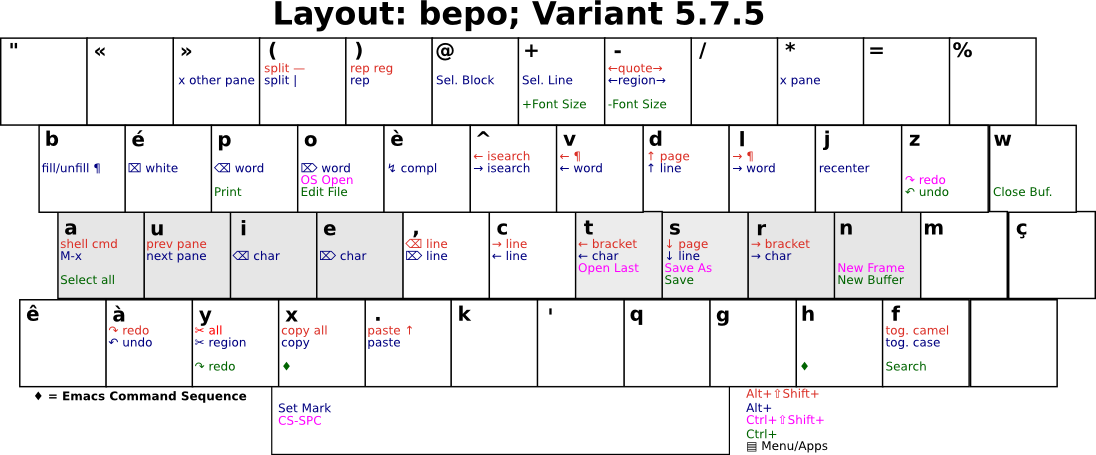 Layout: bepo; Variant 5.7.5
"
«
»
x other pane
(
split —
split |
)
rep reg
rep
@
Sel. Block
+
Sel. Line
+Font Size
-
←quote→
←region→
-Font Size
/
*
x pane
=
%
b
fill/unfill ¶
é
⌧ white
p
⌫ word
Print
o
⌦ word
OS Open
Edit File
è
↯ compl
^
← isearch
→ isearch
v
← ¶
← word
d
↑ page
↑ line
l
→ ¶
→ word
j
recenter
z
↷ redo
↶ undo
w
Close Buf.
a
shell cmd
M-x
Select all
u
prev pane
next pane
i
⌫ char
e
⌦ char
,
⌫ line
⌦ line
c
→ line
← line
t
← bracket
← char
Open Last
s
↓ page
↓ line
Save As
Save
r
→ bracket
→ char
n
New Frame
New Buffer
m
ç
ê
à
↷ redo
↶ undo
y
✂ all
✂ region
↷ redo
x
copy all
copy
♦
.
paste ↑
paste
k
'
q
g
h
♦
f
tog. camel
tog. case
Search
♦ = Emacs Command Sequence
Set Mark
CS-SPC
Alt+⇧Shift+
Alt+
Ctrl+⇧Shift+
Ctrl+
▤ Menu/Apps